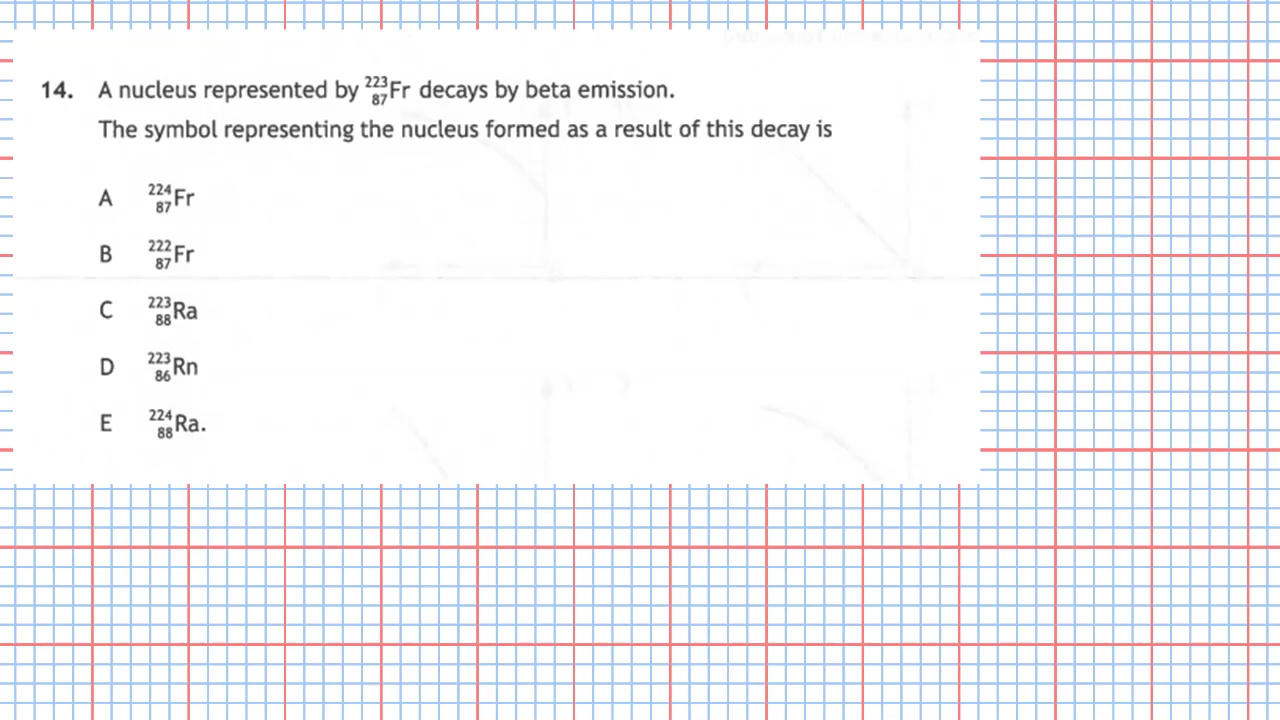 14. A nucleus represented by ²²³₈₇Fr decays by beta emission.
The symbol representing the nucleus formed as a result of this decay is
A ²²⁴₈₇Fr
B ²²²₈₇Fr
C ²²³₈₈Ra
D ²²³₈₆Rn
E ²²⁴₈₈Ra.